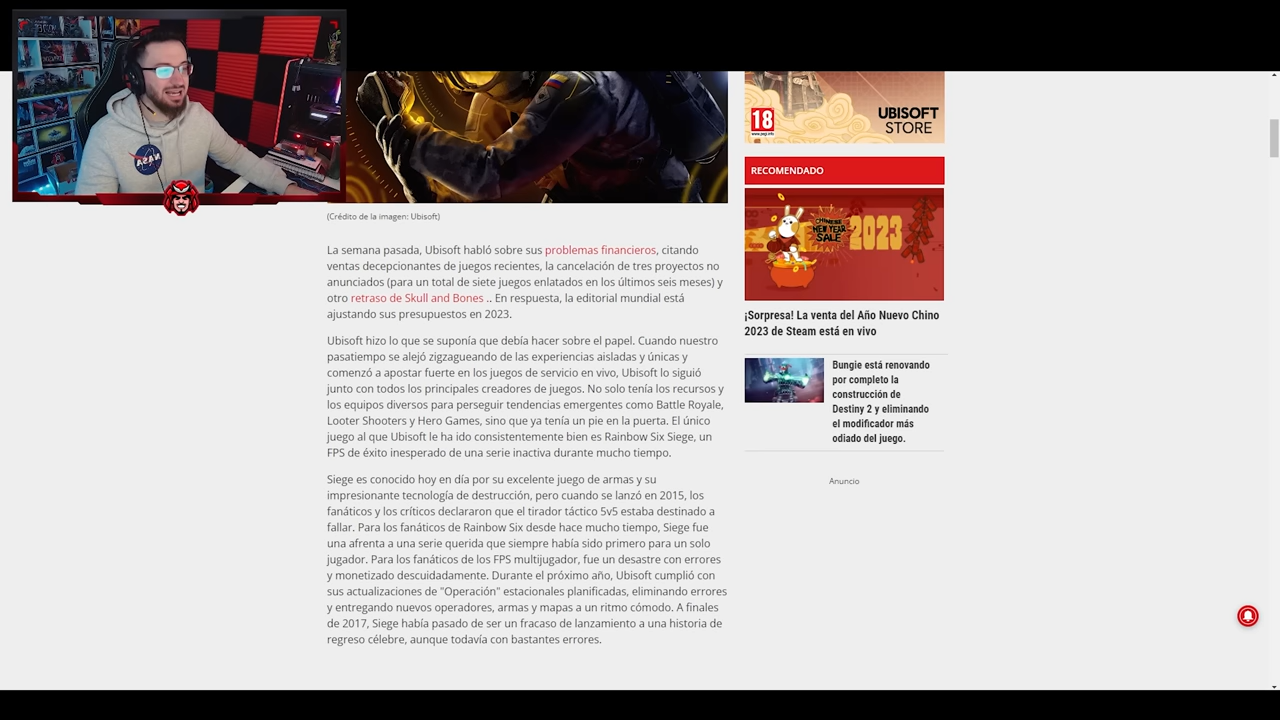 (Crédito de la imagen: Ubisoft)
La semana pasada, Ubisoft habló sobre sus problemas financieros, citando
ventas decepcionantes de juegos recientes, la cancelación de tres proyectos no
anunciados (para un total de siete juegos enlatados en los últimos seis meses) y
otro retraso de Skull and Bones .. En respuesta, la editorial mundial está
ajustando sus presupuestos en 2023.
Ubisoft hizo lo que se suponía que debía hacer sobre el papel. Cuando nuestro
pasatiempo se alejó zigzagueando de las experiencias aisladas y únicas y
comenzó a apostar fuerte en los juegos de servicio en vivo, Ubisoft lo siguió
junto con todos los principales creadores de juegos. No solo tenía los recursos y
los equipos diversos para perseguir tendencias emergentes como Battle Royale,
Looter Shooters y Hero Games, sino que ya tenía un pie en la puerta. El único
juego al que Ubisoft le ha ido consistentemente bien es Rainbow Six Siege, un
FPS de éxito inesperado de una serie inactiva durante mucho tiempo.
Siege es conocido hoy en día por su excelente juego de armas y su
impresionante tecnología de destrucción, pero cuando se lanzó en 2015, los
fanáticos y los críticos declararon que el tirador táctico 5v5 estaba destinado a
fallar. Para los fanáticos de Rainbow Six desde hace mucho tiempo, Siege fue
una afrenta a una serie querida que siempre había sido primero para un solo
jugador. Para los fanáticos de los FPS multijugador, fue un desastre con errores
y monetizado descuidadamente. Durante el próximo año, Ubisoft cumplió con
sus actualizaciones de "Operación" estacionales planificadas, eliminando errores
y entregando nuevos operadores, armas y mapas a un ritmo cómodo. A finales
de 2017, Siege había pasado de ser un fracaso de lanzamiento a una historia de
regreso célebre, aunque todavía con bastantes errores.
18
www.pegi.info
UBISOFT
STORE
RECOMENDADO
CHINESE
NEW YEAR
SALE
2023
¡Sorpresa! La venta del Año Nuevo Chino
2023 de Steam está en vivo
Bungie está renovando
por completo la
construcción de
Destiny 2 y eliminando
el modificador más
odiado del juego.
Anuncio
NASA